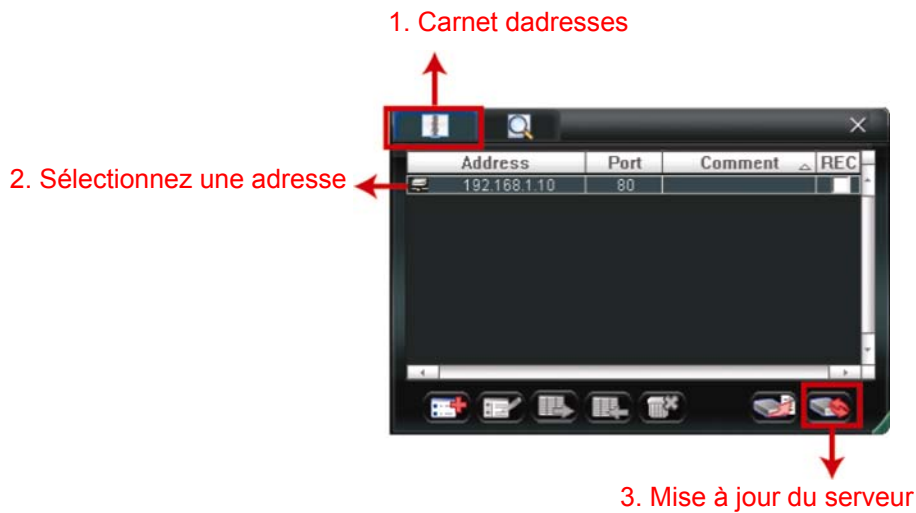 1. Carnet dadresses
Address Port Comment REC
2. Sélectionnez une adresse
192.168.1.10 80
3. Mise à jour du serveur